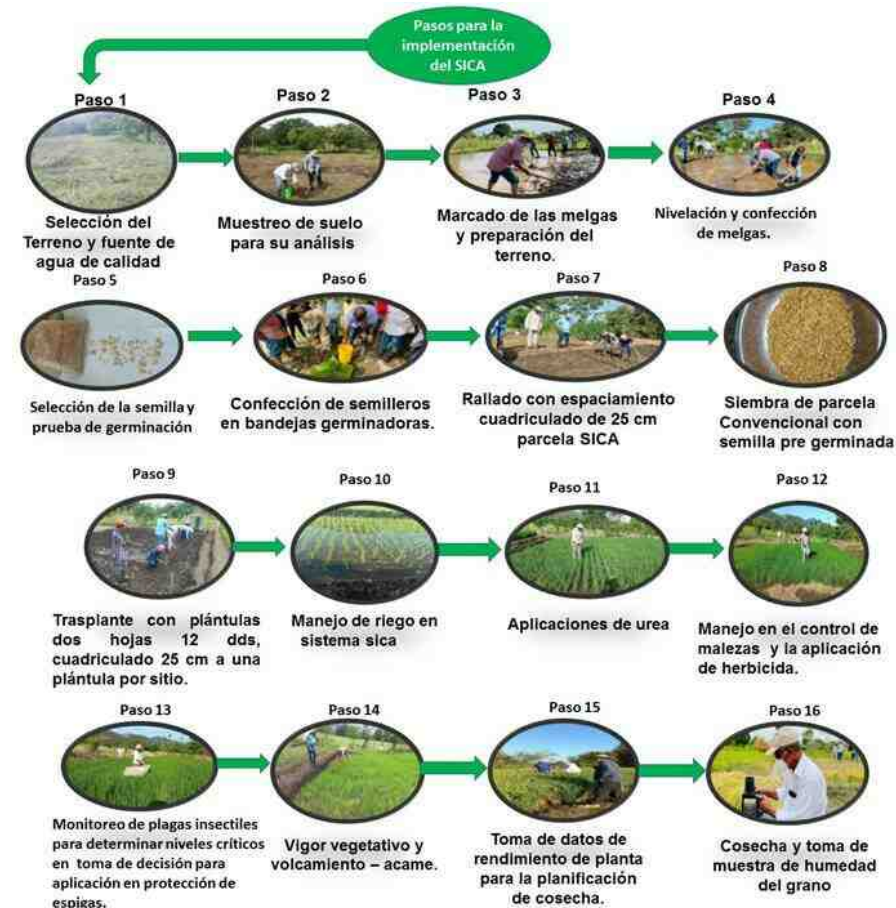 Pasos para la
implementación
del SICA
Paso 1
Paso 2
Paso 3
Paso 4
Selección del
Terreno y fuente de
agua de calidad
Muestreo de suelo
para su análisis
Marcado de las melgas
y preparación del
terreno.
Nivelación y confección
de melgas.
Paso 5
Paso 6
Paso 7
Paso 8
Selección de la semilla y
prueba de germinación
Confección de semilleros
en bandejas germinadoras.
Rallado con espaciamiento
cuadriculado de 25 cm
parcela SICA
Siembra de parcela
Convencional con
semilla pre germinada
Paso 9
Paso 10
Paso 11
Paso 12
Trasplante con plántulas
dos hojas 12 dds,
cuadriculado 25 cm a una
plántula por sitio.
Manejo de riego en
sistema sica
Aplicaciones de urea
Manejo en el control de
malezas y la aplicación
de herbicida.
Paso 13
Paso 14
Paso 15
Paso 16
Monitoreo de plagas insectiles
para determinar niveles críticos
en toma de decisión para
aplicación en protección de
espigas.
Vigor vegetativo y
volcamiento – acame.
Toma de datos de
rendimiento de planta
para la planificación
de cosecha.
Cosecha y toma de
muestra de humedad
del grano